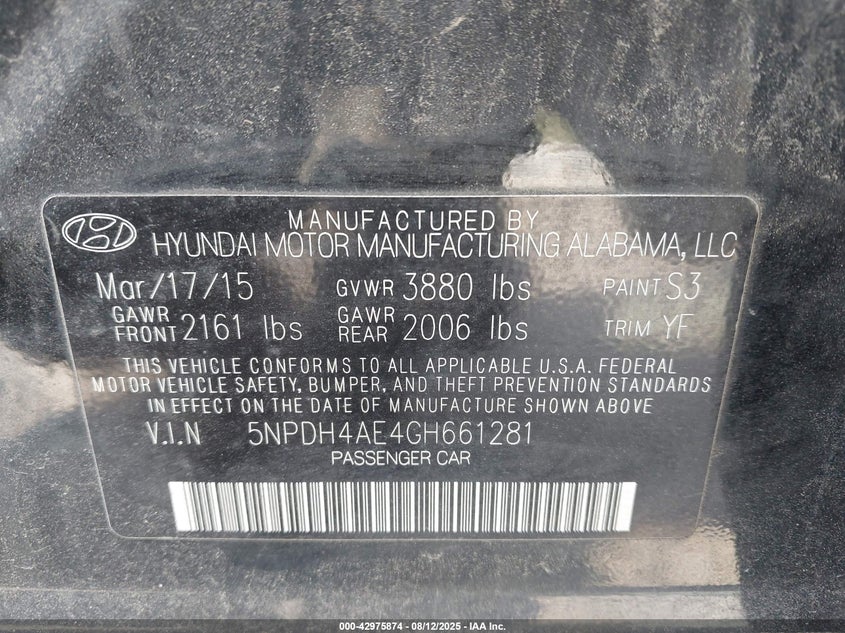 MANUFACTURED BY
HYUNDAI MOTOR MANUFACTURING ALABAMA, LLC
Mar/17/15 GVWR 3880 lbs PAINT S3
GAWR FRONT 2161 lbs GAWR REAR 2006 lbs TRIM YF
THIS VEHICLE CONFORMS TO ALL APPLICABLE U.S.A. FEDERAL
MOTOR VEHICLE SAFETY, BUMPER, AND THEFT PREVENTION STANDARDS
IN EFFECT ON THE DATE OF MANUFACTURE SHOWN ABOVE
V.I.N 5NPDH4AE4GH661281
PASSENGER CAR
000-42975874 - 08/12/2025 - IAA Inc.